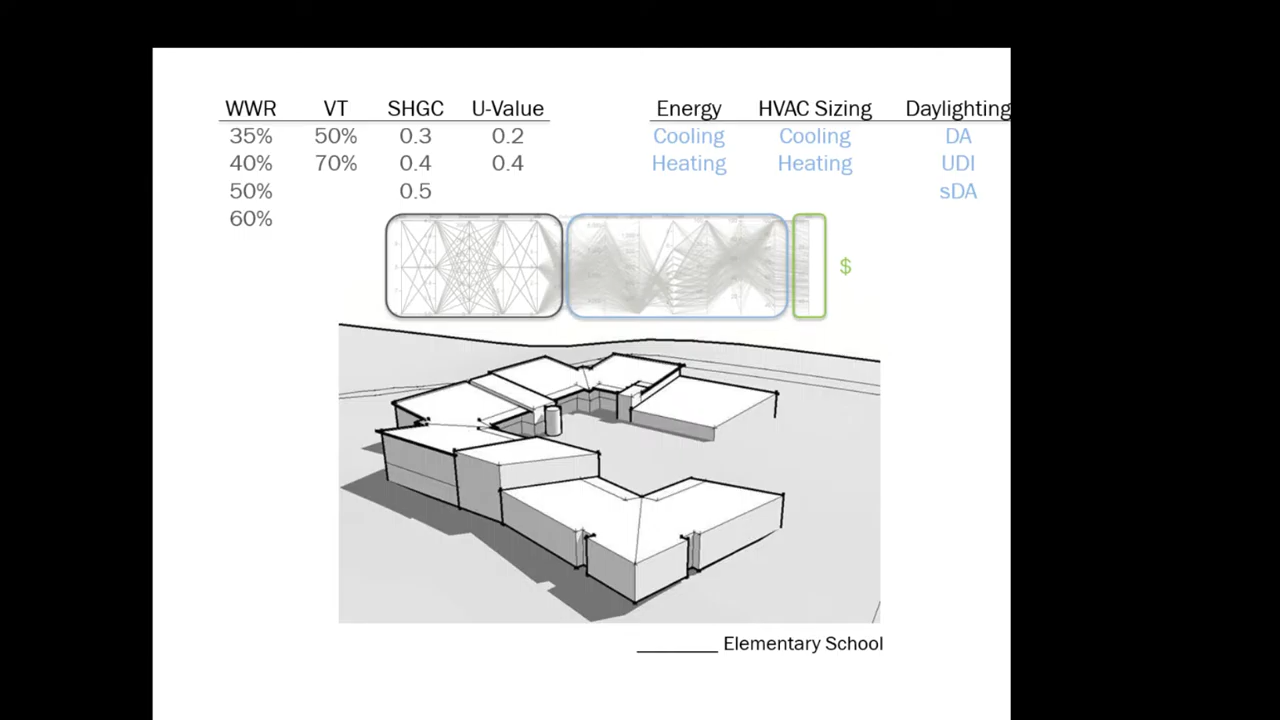 WWR VT SHGC U-Value Energy HVAC Sizing Daylighting
35% 50% 0.3 0.2 Cooling Cooling DA
40% 70% 0.4 0.4 Heating Heating UDI
50% 0.5 sDA
60%
$
________ Elementary School